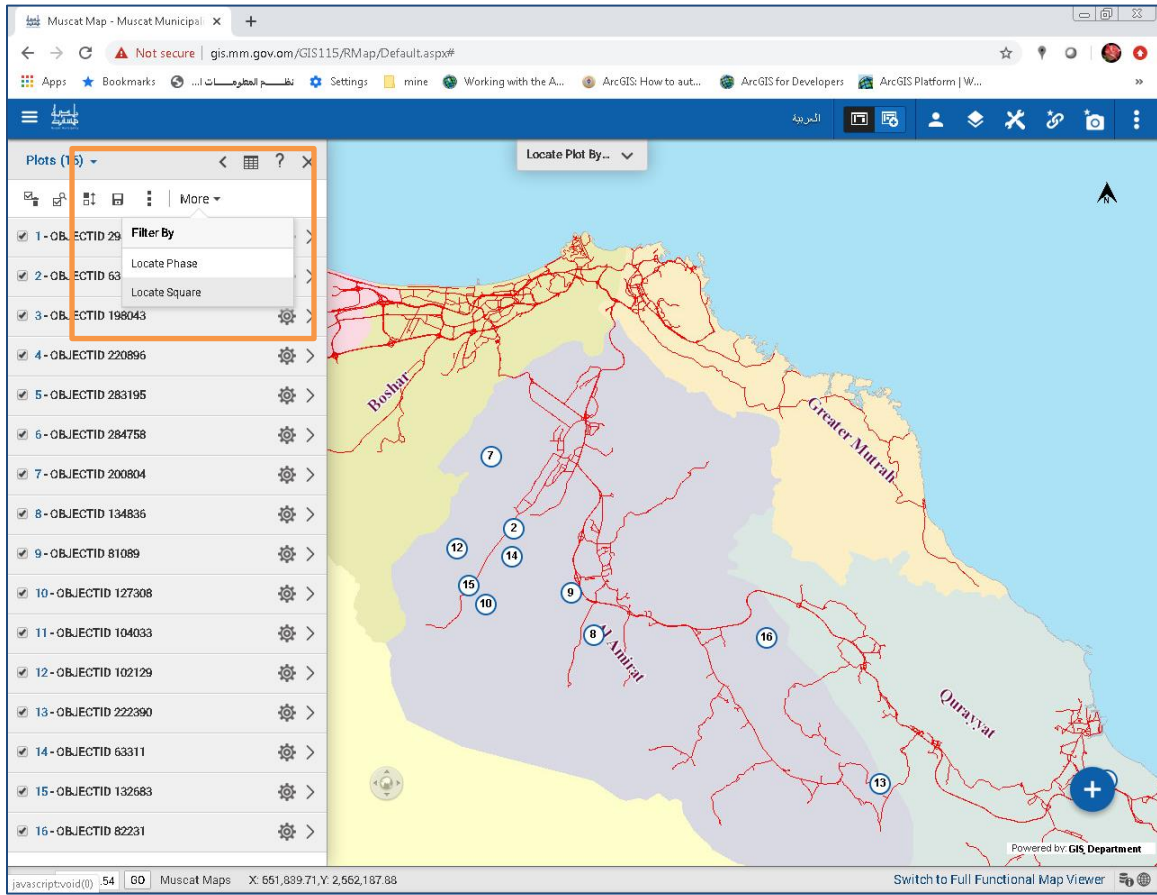 Muscat Map - Muscat Municipali
Not secure | gis.mm.gov.om/GIS115/RMap/Default.aspx#
Apps Bookmarks Settings mine Working with the A... ArcGIS: How to aut... ArcGIS for Developers ArcGIS Platform | W... »
العربية
Plots (16)
More
1 - OBJECTID 29
2 - OBJECTID 63
3 - OBJECTID 198043
4 - OBJECTID 220896
5 - OBJECTID 283195
6 - OBJECTID 284758
7 - OBJECTID 200804
8 - OBJECTID 134836
9 - OBJECTID 81089
10 - OBJECTID 127308
11 - OBJECTID 104033
12 - OBJECTID 102129
13 - OBJECTID 222390
14 - OBJECTID 63311
15 - OBJECTID 132683
16 - OBJECTID 82231
Filter By
Locate Phase
Locate Square
Locate Plot By...
N
Boshar
Greater Mutrah
Al Amirat
Qurayyat
7
2
12
14
15
10
9
8
16
13
Powered by: GIS Department
javascript:void(0) .54 GO Muscat Maps X: 651,839.71,Y: 2,562,187.88 Switch to Full Functional Map Viewer